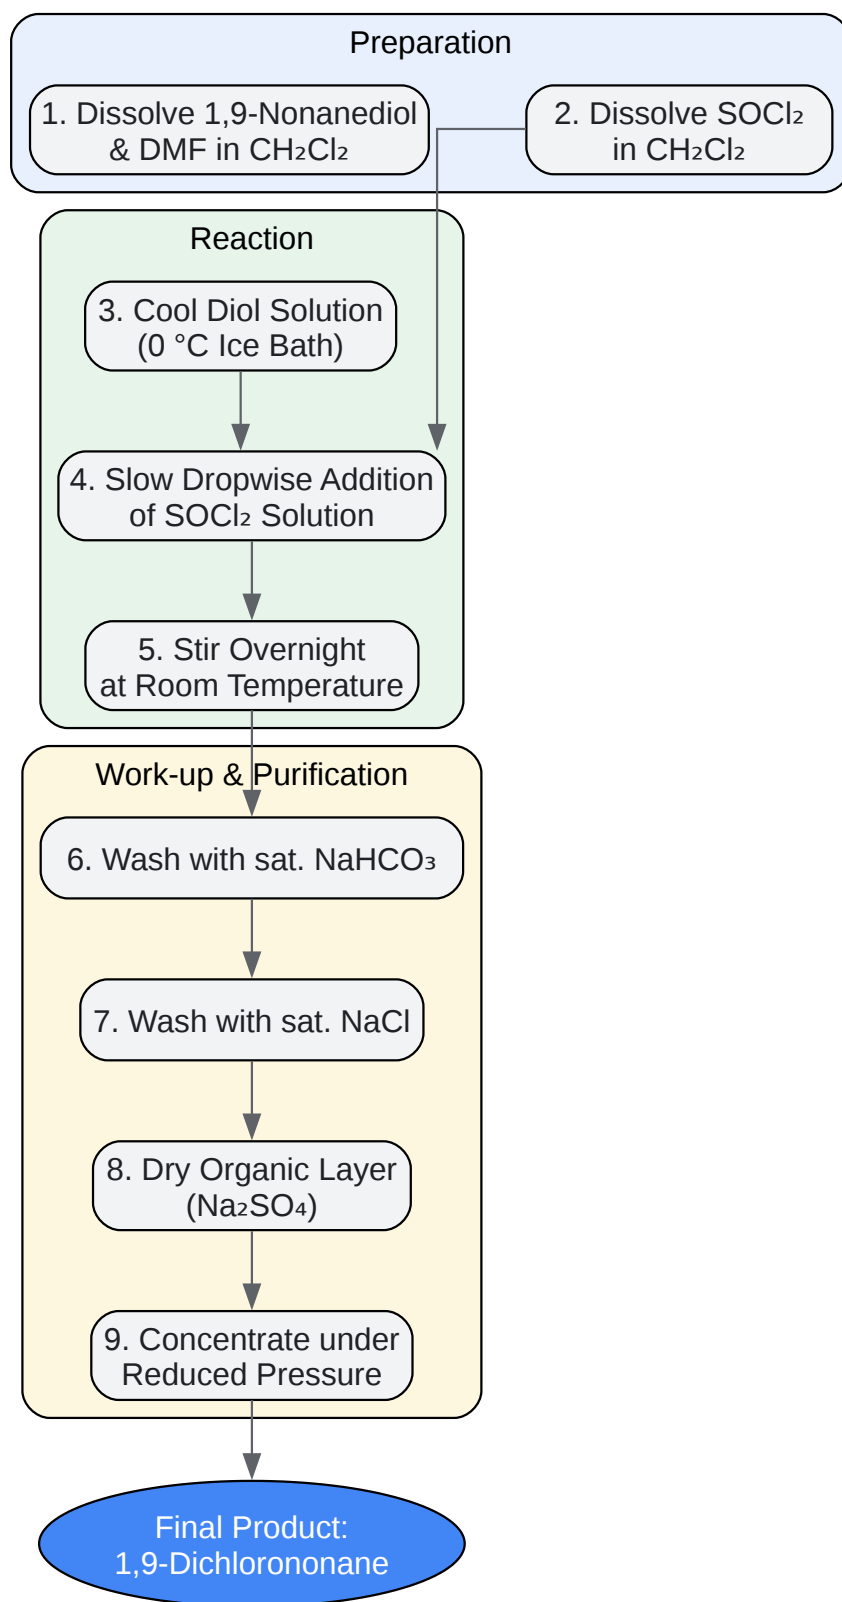 Preparation
1. Dissolve 1,9-Nonanediol
& DMF in CH₂Cl₂
2. Dissolve SOCl₂
in CH₂Cl₂
Reaction
3. Cool Diol Solution
(0 °C Ice Bath)
4. Slow Dropwise Addition
of SOCl₂ Solution
5. Stir Overnight
at Room Temperature
Work-up & Purification
6. Wash with sat. NaHCO₃
7. Wash with sat. NaCl
8. Dry Organic Layer
(Na₂SO₄)
9. Concentrate under
Reduced Pressure
Final Product:
1,9-Dichlorononane